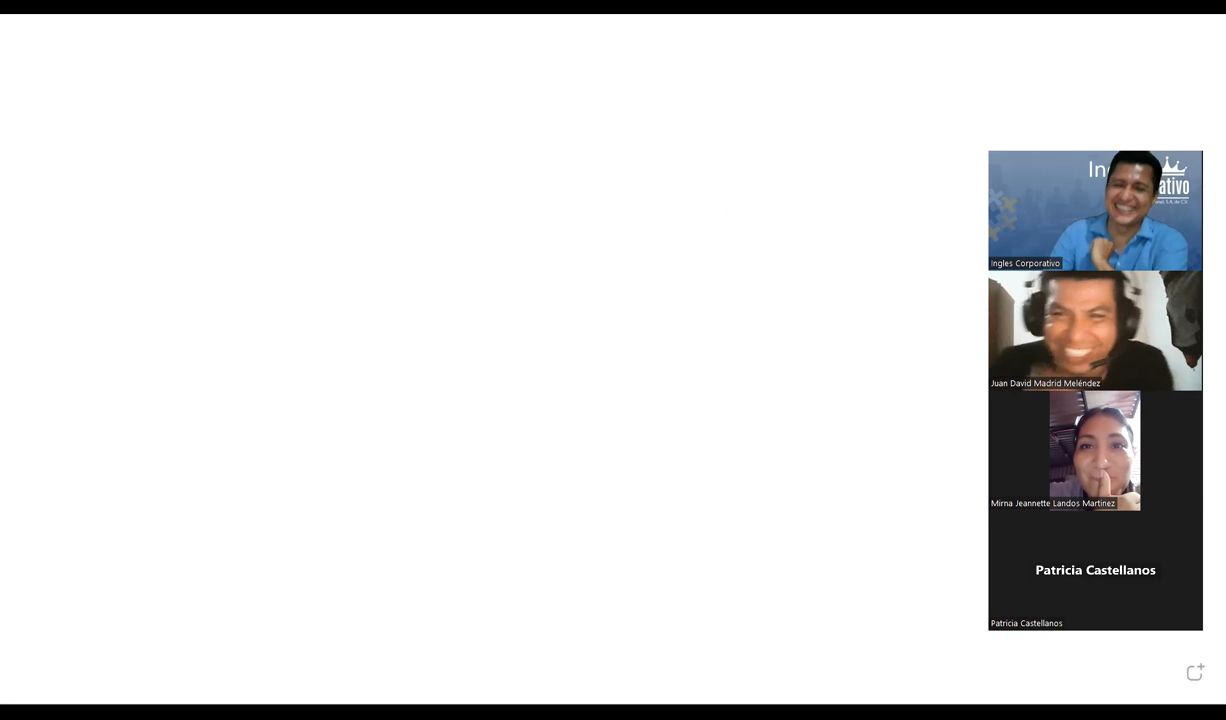 In
ativo
Ingles Corporativo
Juan David Madrid Meléndez
Mirna Jeannette Landos Martinez
Patricia Castellanos
Patricia Castellanos